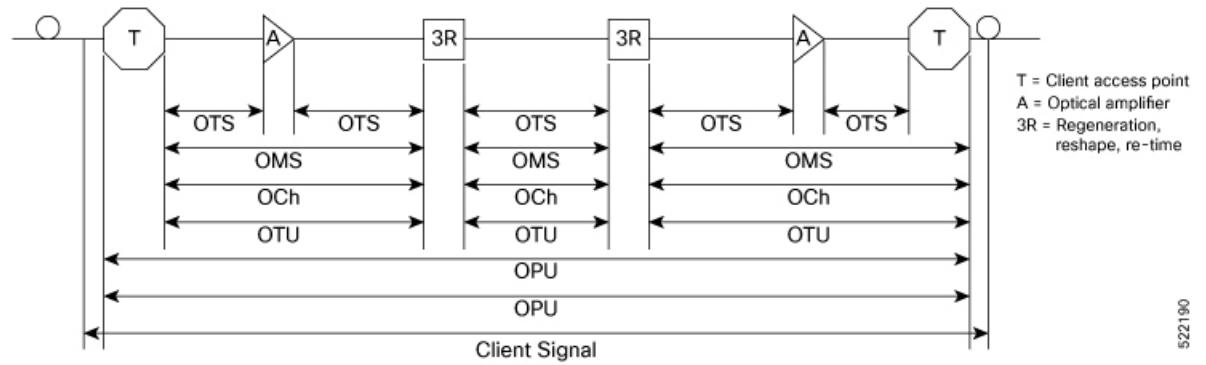 T A 3R 3R A T
T = Client access point
A = Optical amplifier
3R = Regeneration,
reshape, re-time
OTS OTS OTS OTS OTS
OMS OMS OMS
OCh OCh OCh
OTU OTU OTU
OPU
OPU
Client Signal
522190